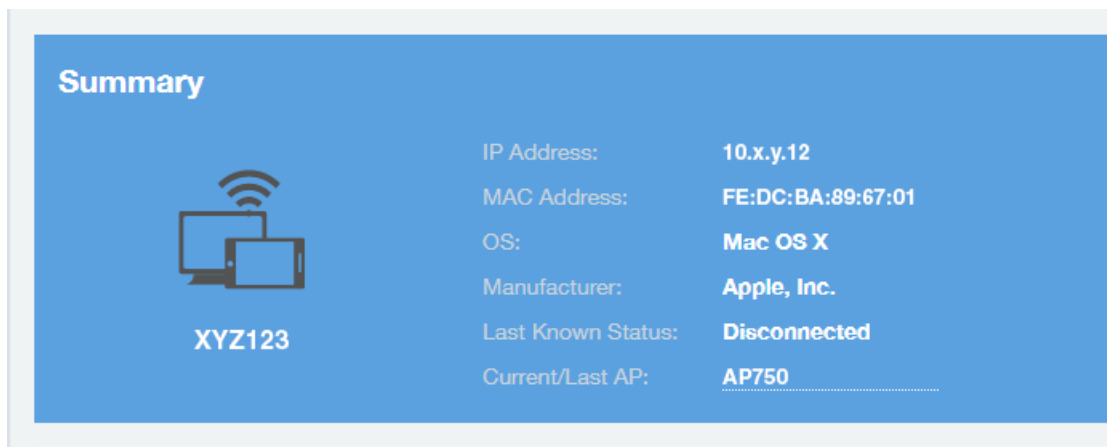 Summary
IP Address: 10.x.y.12
MAC Address: FE:DC:BA:89:67:01
OS: Mac OS X
Manufacturer: Apple, Inc.
Last Known Status: Disconnected
Current/Last AP: AP750
XYZ123